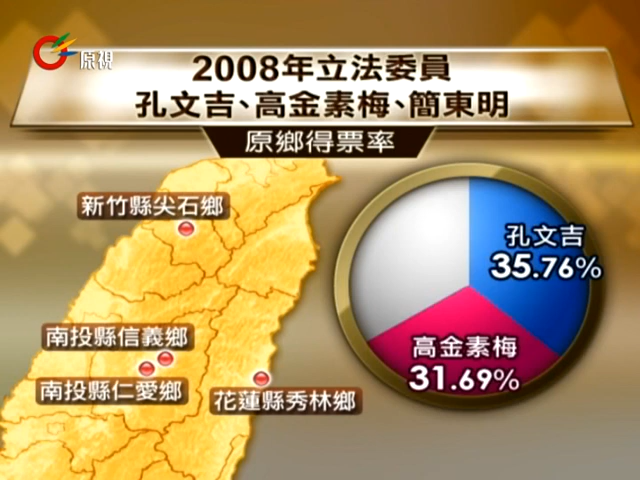 原視
2008年立法委員
孔文吉、高金素梅、簡東明
原鄉得票率
新竹縣尖石鄉
南投縣信義鄉
南投縣仁愛鄉
花蓮縣秀林鄉
孔文吉
35.76%
高金素梅
31.69%